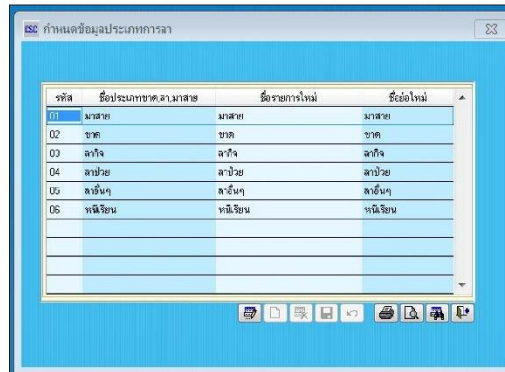 CSC กำหนดข้อมูลประเภทการลา
รหัส ชื่อประเภทขาด,ลา,มาสาย ชื่อรายการใหม่ ชื่อย่อใหม่
01 มาสาย มาสาย มาสาย
02 ขาด ขาด ขาด
03 ลากิจ ลากิจ ลากิจ
04 ลาป่วย ลาป่วย ลาป่วย
05 ลาอื่นๆ ลาอื่นๆ ลาอื่นๆ
06 หนีเรียน หนีเรียน หนีเรียน